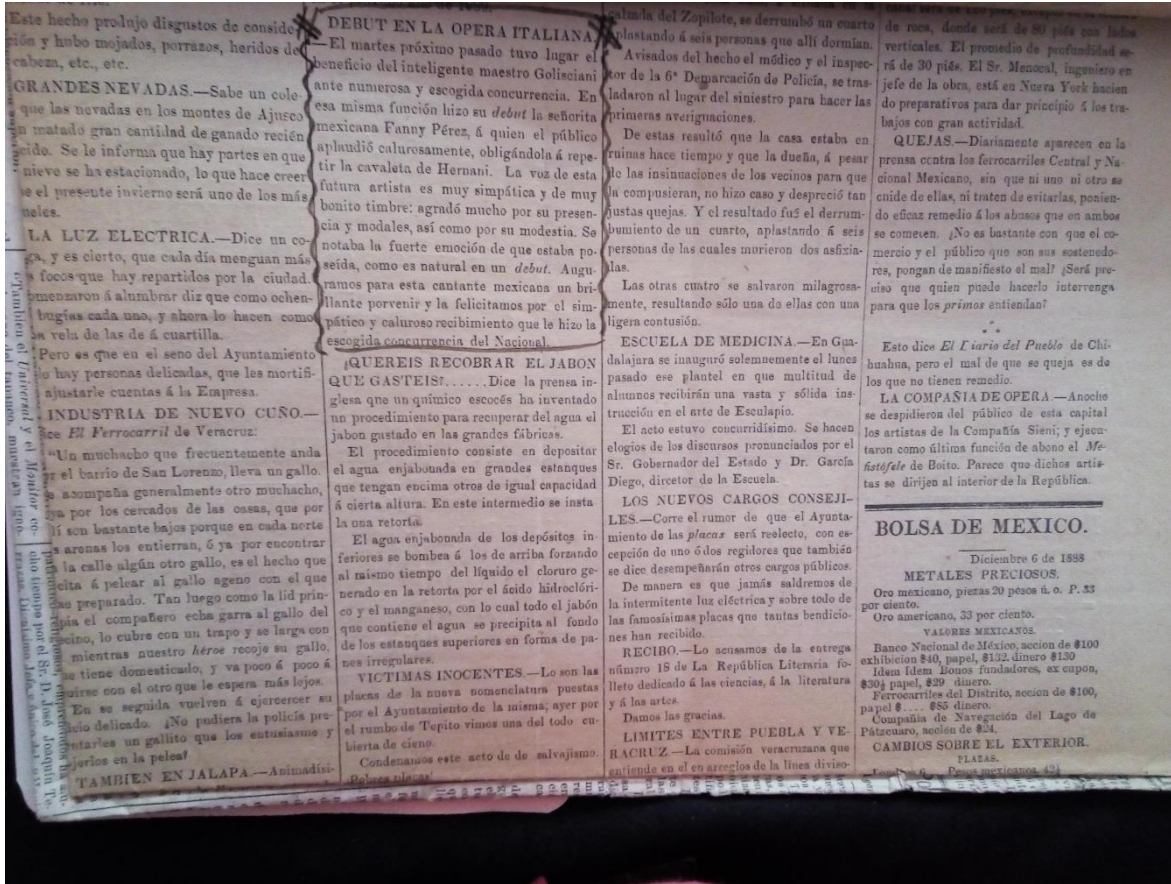 Este hecho produjo disgustos de conside
ción y hubo mojados, porrazos, heridos de
cabeza, etc., etc.
GRANDES NEVADAS.—Sabe un cole-
que las nevadas en los montes de Ajusco
n matado gran cantidad de ganado recién
cido. Se le informa que hay partes en que
nieve se ha estacionado, lo que hace creer
e el presente invierno será uno de los más
ueles.
LA LUZ ELECTRICA.—Dice un co-
ga, y es cierto, que cada día menguan más
s focos que hay repartidos por la ciudad.
omenzaron á alumbrar diz que como ochen-
bugías cada uno, y ahora lo hacen como
vela de las de á cuartilla.
Pero es que en el seno del Ayuntamiento
o hay personas delicadas, que les mortifi-
ajustarle cuentas á la Empresa.
INDUSTRIA DE NUEVO CUÑO.—
ice El Ferrocarril de Veracruz:
"Un muchacho que frecuentemente anda
r el barrio de San Lorenzo, lleva un gallo.
acompaña generalmente otro muchacho,
ya por los cercados de las casas, que por
lí son bastante bajos porque en cada norte
s arenas los entierran, ó ya por encontrar
la calle algún otro gallo, es el hecho que
cita á pelear al gallo ageno con el que
preparado. Tan luego como la lid prin-
pia el compañero echa garra al gallo del
cino, lo cubre con un trapo y se larga con
mientras nuestro héroe recoje su gallo,
e tiene domesticado, y va poco á poco á
uirse con el otro que le espera más lejos.
En se seguida vuelven á ejercercer su
cio delicado. ¿No pudiera la policía pre-
ntarles un gallito que los entusiasme y
ejerlos en la pelea?
TAMBIEN EN JALAPA.—Animadísi-
DEBUT EN LA OPERA ITALIANA
—El martes próximo pasado tuvo lugar el
beneficio del inteligente maestro Golisciani
ante numerosa y escogida concurrencia. En
esa misma función hizo su debut la señorita
mexicana Fanny Pérez, á quien el público
aplaudió calurosamente, obligándola á repe-
tir la cavaleta de Hernani. La voz de esta
futura artista es muy simpática y de muy
bonito timbre: agradó mucho por su presen-
cia y modales, así como por su modestia. Se
notaba la fuerte emoción de que estaba po-
seída, como es natural en un debut. Augu-
ramos para esta cantante mexicana un bri-
llante porvenir y la felicitamos por el sim-
pático y caluroso recibimiento que le hizo la
escogida concurrencia del Nacional.
¿QUEREIS RECOBRAR EL JABON
QUE GASTEIS?......Dice la prensa in-
glesa que un químico escocés ha inventado
un procedimiento para recuperar del agua el
jabon gastado en las grandes fábricas.
El procedimiento consiste en depositar
el agua enjabonada en grandes estanques
que tengan encima otros de igual capacidad
á cierta altura. En este intermedio se insta
la una retorta.
El agua enjabonada de los depósitos in-
feriores se bombea á los de arriba forzando
al mismo tiempo del líquido el cloruro ge-
nerado en la retorta por el ácido hidroclóri-
co y el manganeso, con lo cual todo el jabón
que contiene el agua se precipita al fondo
de los estanques superiores en forma de pa-
nes irregulares.
VICTIMAS INOCENTES.—Lo son las
placas de la nueva nomenclatura puestas
por el Ayuntamiento de la misma; ayer por
el rumbo de Tepito vimos una del todo cu-
bierta de cieno.
Condenamos este acto de de salvajismo.
¡Pobres placas!
calzada del Zopilote, se derrumbó un cuarto
aplastando á seis personas que allí dormían.
Avisados del hecho el médico y el inspec-
tor de la 6ª Demarcación de Policía, se tras-
ladaron al lugar del siniestro para hacer las
primeras averiguaciones.
De estas resultó que la casa estaba en
ruinas hace tiempo y que la dueña, á pesar
de las insinuaciones de los vecinos para que
la compusieran, no hizo caso y despreció tan
justas quejas. Y el resultado fué el derrum-
bumiento de un cuarto, aplastando á seis
personas de las cuales murieron dos asfixia-
das.
Las otras cuatro se salvaron milagrosa-
mente, resultando sólo una de ellas con una
ligera contusión.
ESCUELA DE MEDICINA.—En Gua-
dalajara se inauguró solemnemente el lunes
pasado ese plantel en que multitud de
alumnos recibirán una vasta y sólida ins-
trucción en el arte de Esculapio.
El acto estuvo concurridísimo. Se hacen
elogios de los discursos pronunciados por el
Sr. Gobernador del Estado y Dr. García
Diego, dircetor de la Escuela.
LOS NUEVOS CARGOS CONSEJI-
LES.—Corre el rumor de que el Ayunta-
miento de las placas será reelecto, con es-
cepción de uno ó dos regidores que también
se dice desempeñarán otros cargos públicos.
De manera es que jamás saldremos de
la intermitente luz eléctrica y sobre todo de
las famosísimas placas que tantas bendicio-
nes han recibido.
RECIBO.—Lo acusamos de la entrega
número 18 de La República Literaria fo-
lleto dedicado á las ciencias, á la literatura
y á las artes.
Damos las gracias.
LIMITES ENTRE PUEBLA Y VE-
RACRUZ.—La comisión veracruzana que
entiende en el en arreglos de la línea diviso-
de roca, donde será de 80 piés con lados
verticales. El promedio de profundidad se-
rá de 30 piés. El Sr. Menocal, ingeniero en
jefe de la obra, está en Nueva York hacien
do preparativos para dar principio á los tra-
bajos con gran actividad.
QUEJAS.—Diariamente aparecen en la
prensa contra los ferrocarriles Central y Na-
cional Mexicano, sin que ni uno ni otro se
cuide de ellas, ni traten de evitarlas, ponien-
do eficaz remedio á los abusos que en ambos
se cometen. ¿No es bastante con que el co-
mercio y el público que son sus sostenedo-
res, pongan de manifiesto el mal? ¿Será pre-
ciso que quien puede hacerlo intervenga
para que los primos entiendan?
Esto dice El Diario del Pueblo de Chi-
huahua, pero el mal de que se queja es de
los que no tienen remedio.
LA COMPAÑIA DE OPERA.—Anoche
se despidieron del público de esta capital
los artistas de la Compañía Sieni; y ejecu-
taron como última función de abono el Me-
fistófele de Boito. Parece que dichos artis-
tas se dirijen al interior de la República.
BOLSA DE MEXICO.
Diciembre 6 de 1888
METALES PRECIOSOS.
Oro mexicano, piezas 20 pesos ú. o. P. 33
por ciento.
Oro americano, 33 por ciento.
VALORES MEXICANOS.
Banco Nacional de México, accion de $100
exhibicion $40, papel, $132. dinero $130
Idem Idem Bonos fundadores, ex cupon,
$30½ papel, $29 dinero.
Ferrocarriles del Distrito, accion de $100,
papel $.... $85 dinero.
Compañía de Navegación del Lago de
Pátzcuaro, accion de $24.
CAMBIOS SOBRE EL EXTERIOR.
PLAZAS.
Pesos mexicanos, 42½